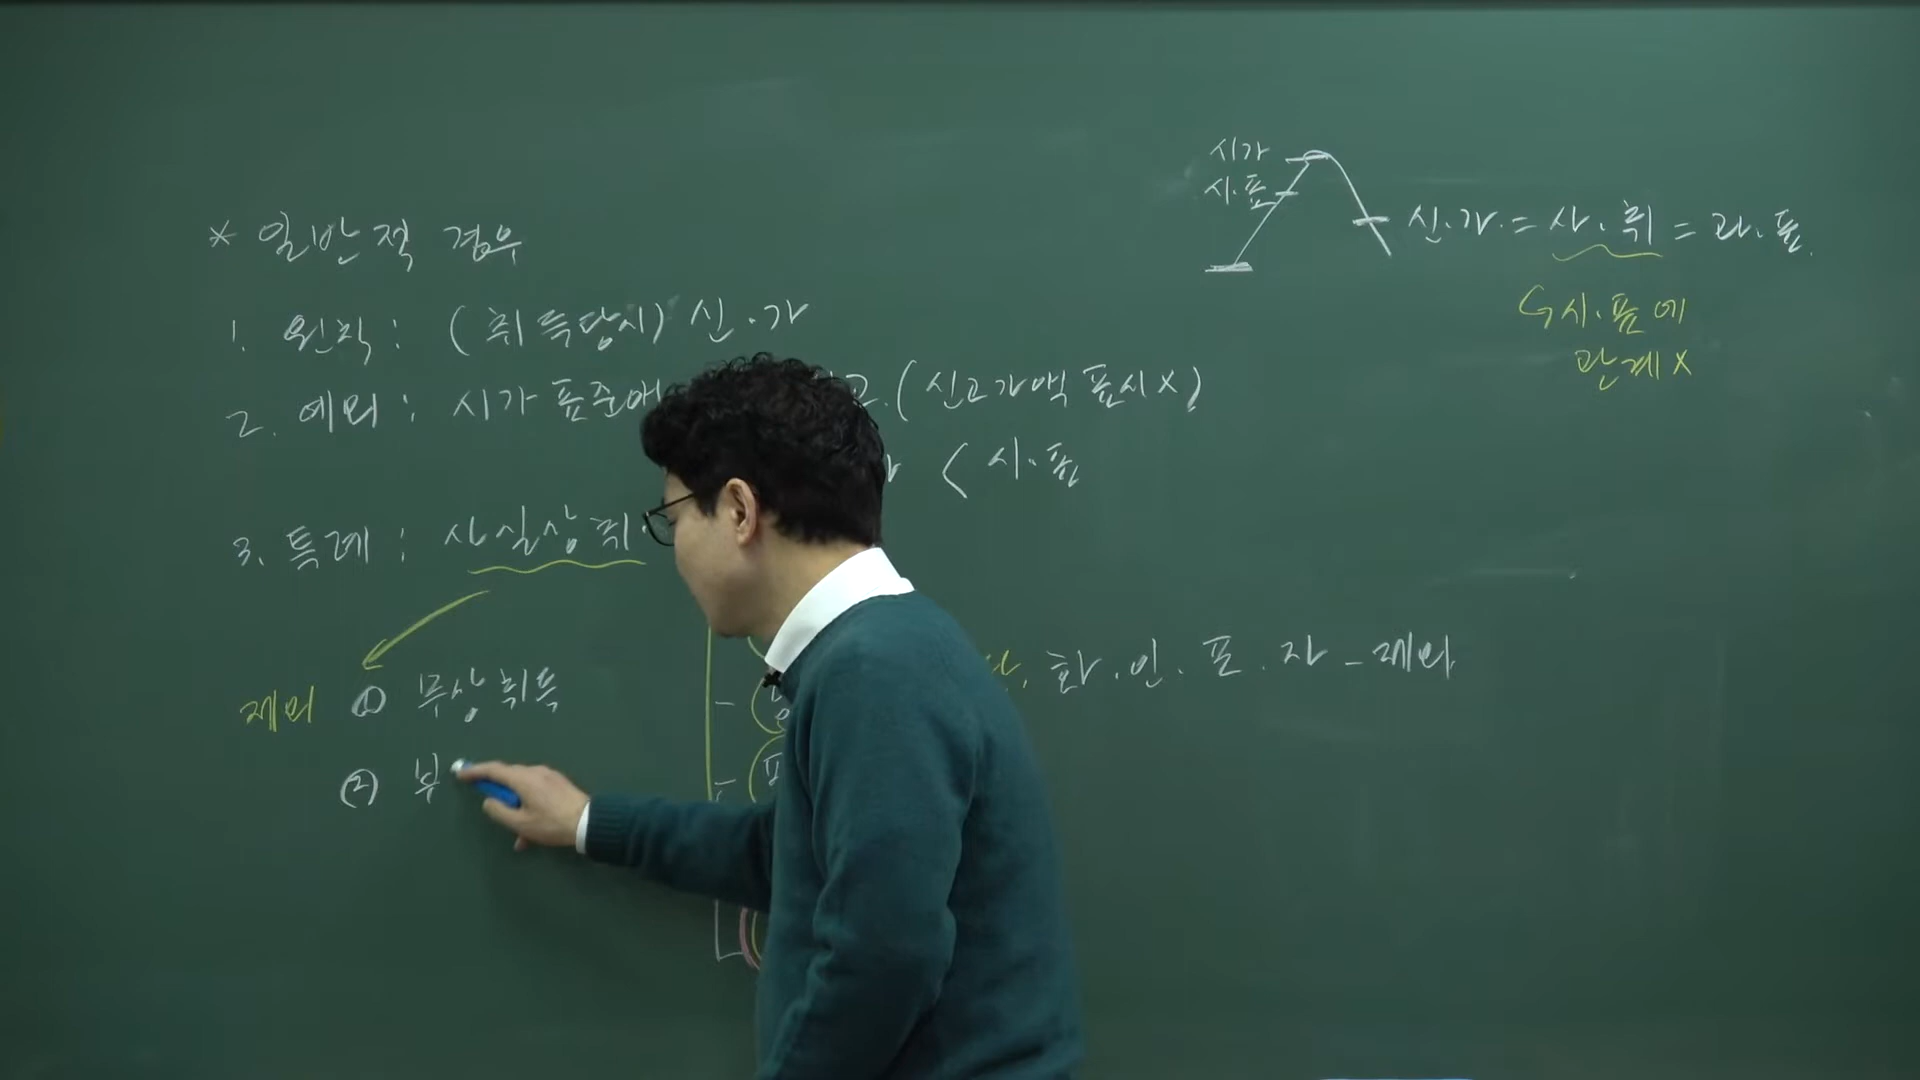 시가
시.표
신.가. = 사.취 = 과.표.
시.표에
관계 X
* 일반적 경우
1. 원칙 : (취득당시) 신.가
2. 예외 : 시가표준액 (신고가액 표시 X)
< 시.표
3. 특례 : 사실상 취.
제외 ① 무상취득
화.인.포.자 - 제외
② 부